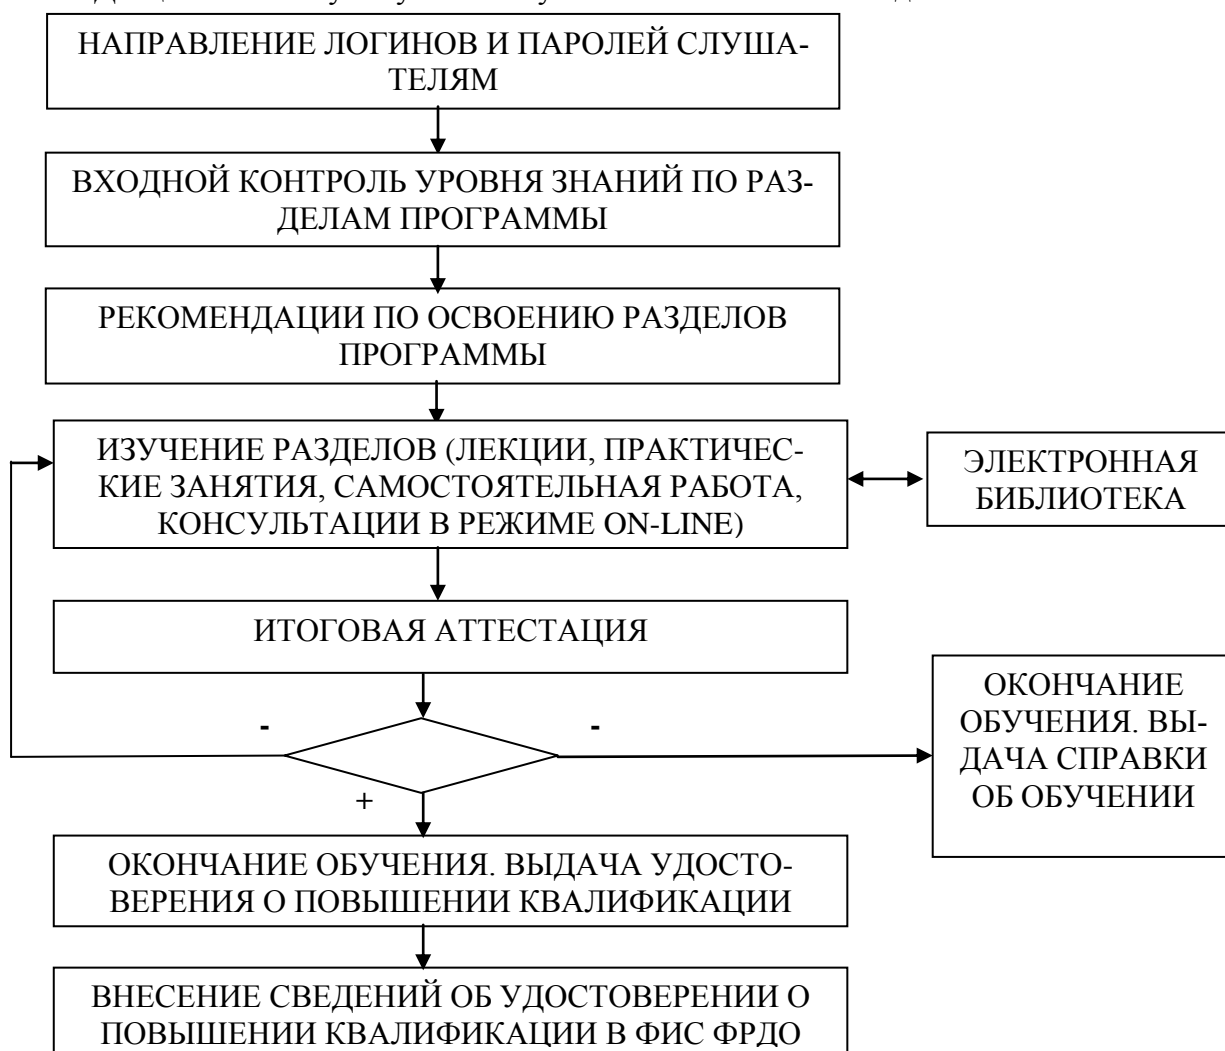 НАПРАВЛЕНИЕ ЛОГИНОВ И ПАРОЛЕЙ СЛУША-
ТЕЛЯМ
ВХОДНОЙ КОНТРОЛЬ УРОВНЯ ЗНАНИЙ ПО РАЗ-
ДЕЛАМ ПРОГРАММЫ
РЕКОМЕНДАЦИИ ПО ОСВОЕНИЮ РАЗДЕЛОВ
ПРОГРАММЫ
ИЗУЧЕНИЕ РАЗДЕЛОВ (ЛЕКЦИИ, ПРАКТИЧЕС-
КИЕ ЗАНЯТИЯ, САМОСТОЯТЕЛЬНАЯ РАБОТА,
КОНСУЛЬТАЦИИ В РЕЖИМЕ ON-LINE)
ЭЛЕКТРОННАЯ
БИБЛИОТЕКА
ИТОГОВАЯ АТТЕСТАЦИЯ
-
-
+
ОКОНЧАНИЕ
ОБУЧЕНИЯ. ВЫ-
ДАЧА СПРАВКИ
ОБ ОБУЧЕНИИ
ОКОНЧАНИЕ ОБУЧЕНИЯ. ВЫДАЧА УДОСТО-
ВЕРЕНИЯ О ПОВЫШЕНИИ КВАЛИФИКАЦИИ
ВНЕСЕНИЕ СВЕДЕНИЙ ОБ УДОСТОВЕРЕНИИ О
ПОВЫШЕНИИ КВАЛИФИКАЦИИ В ФИС ФРДО